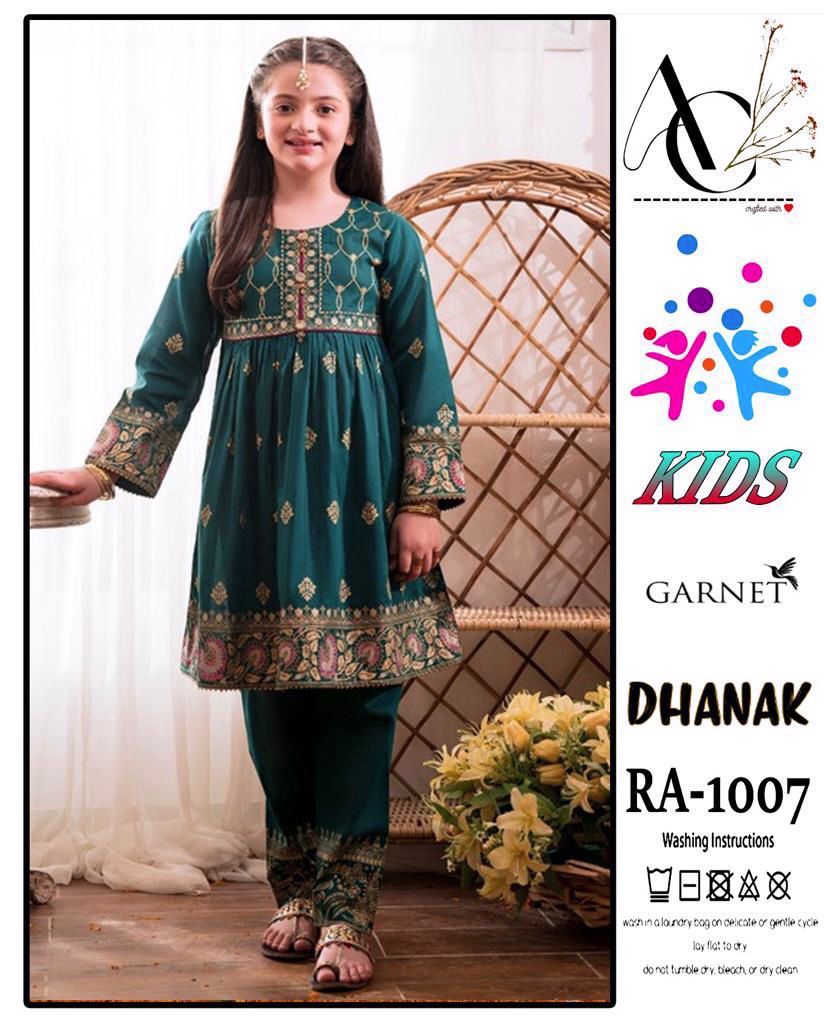 AC
crafted with
KIDS
GARNET
DHANAK
RA-1007
Washing Instructions
wash in a laundry bag on delicate or gentle cycle
lay flat to dry
do not tumble dry, bleach, or dry clean